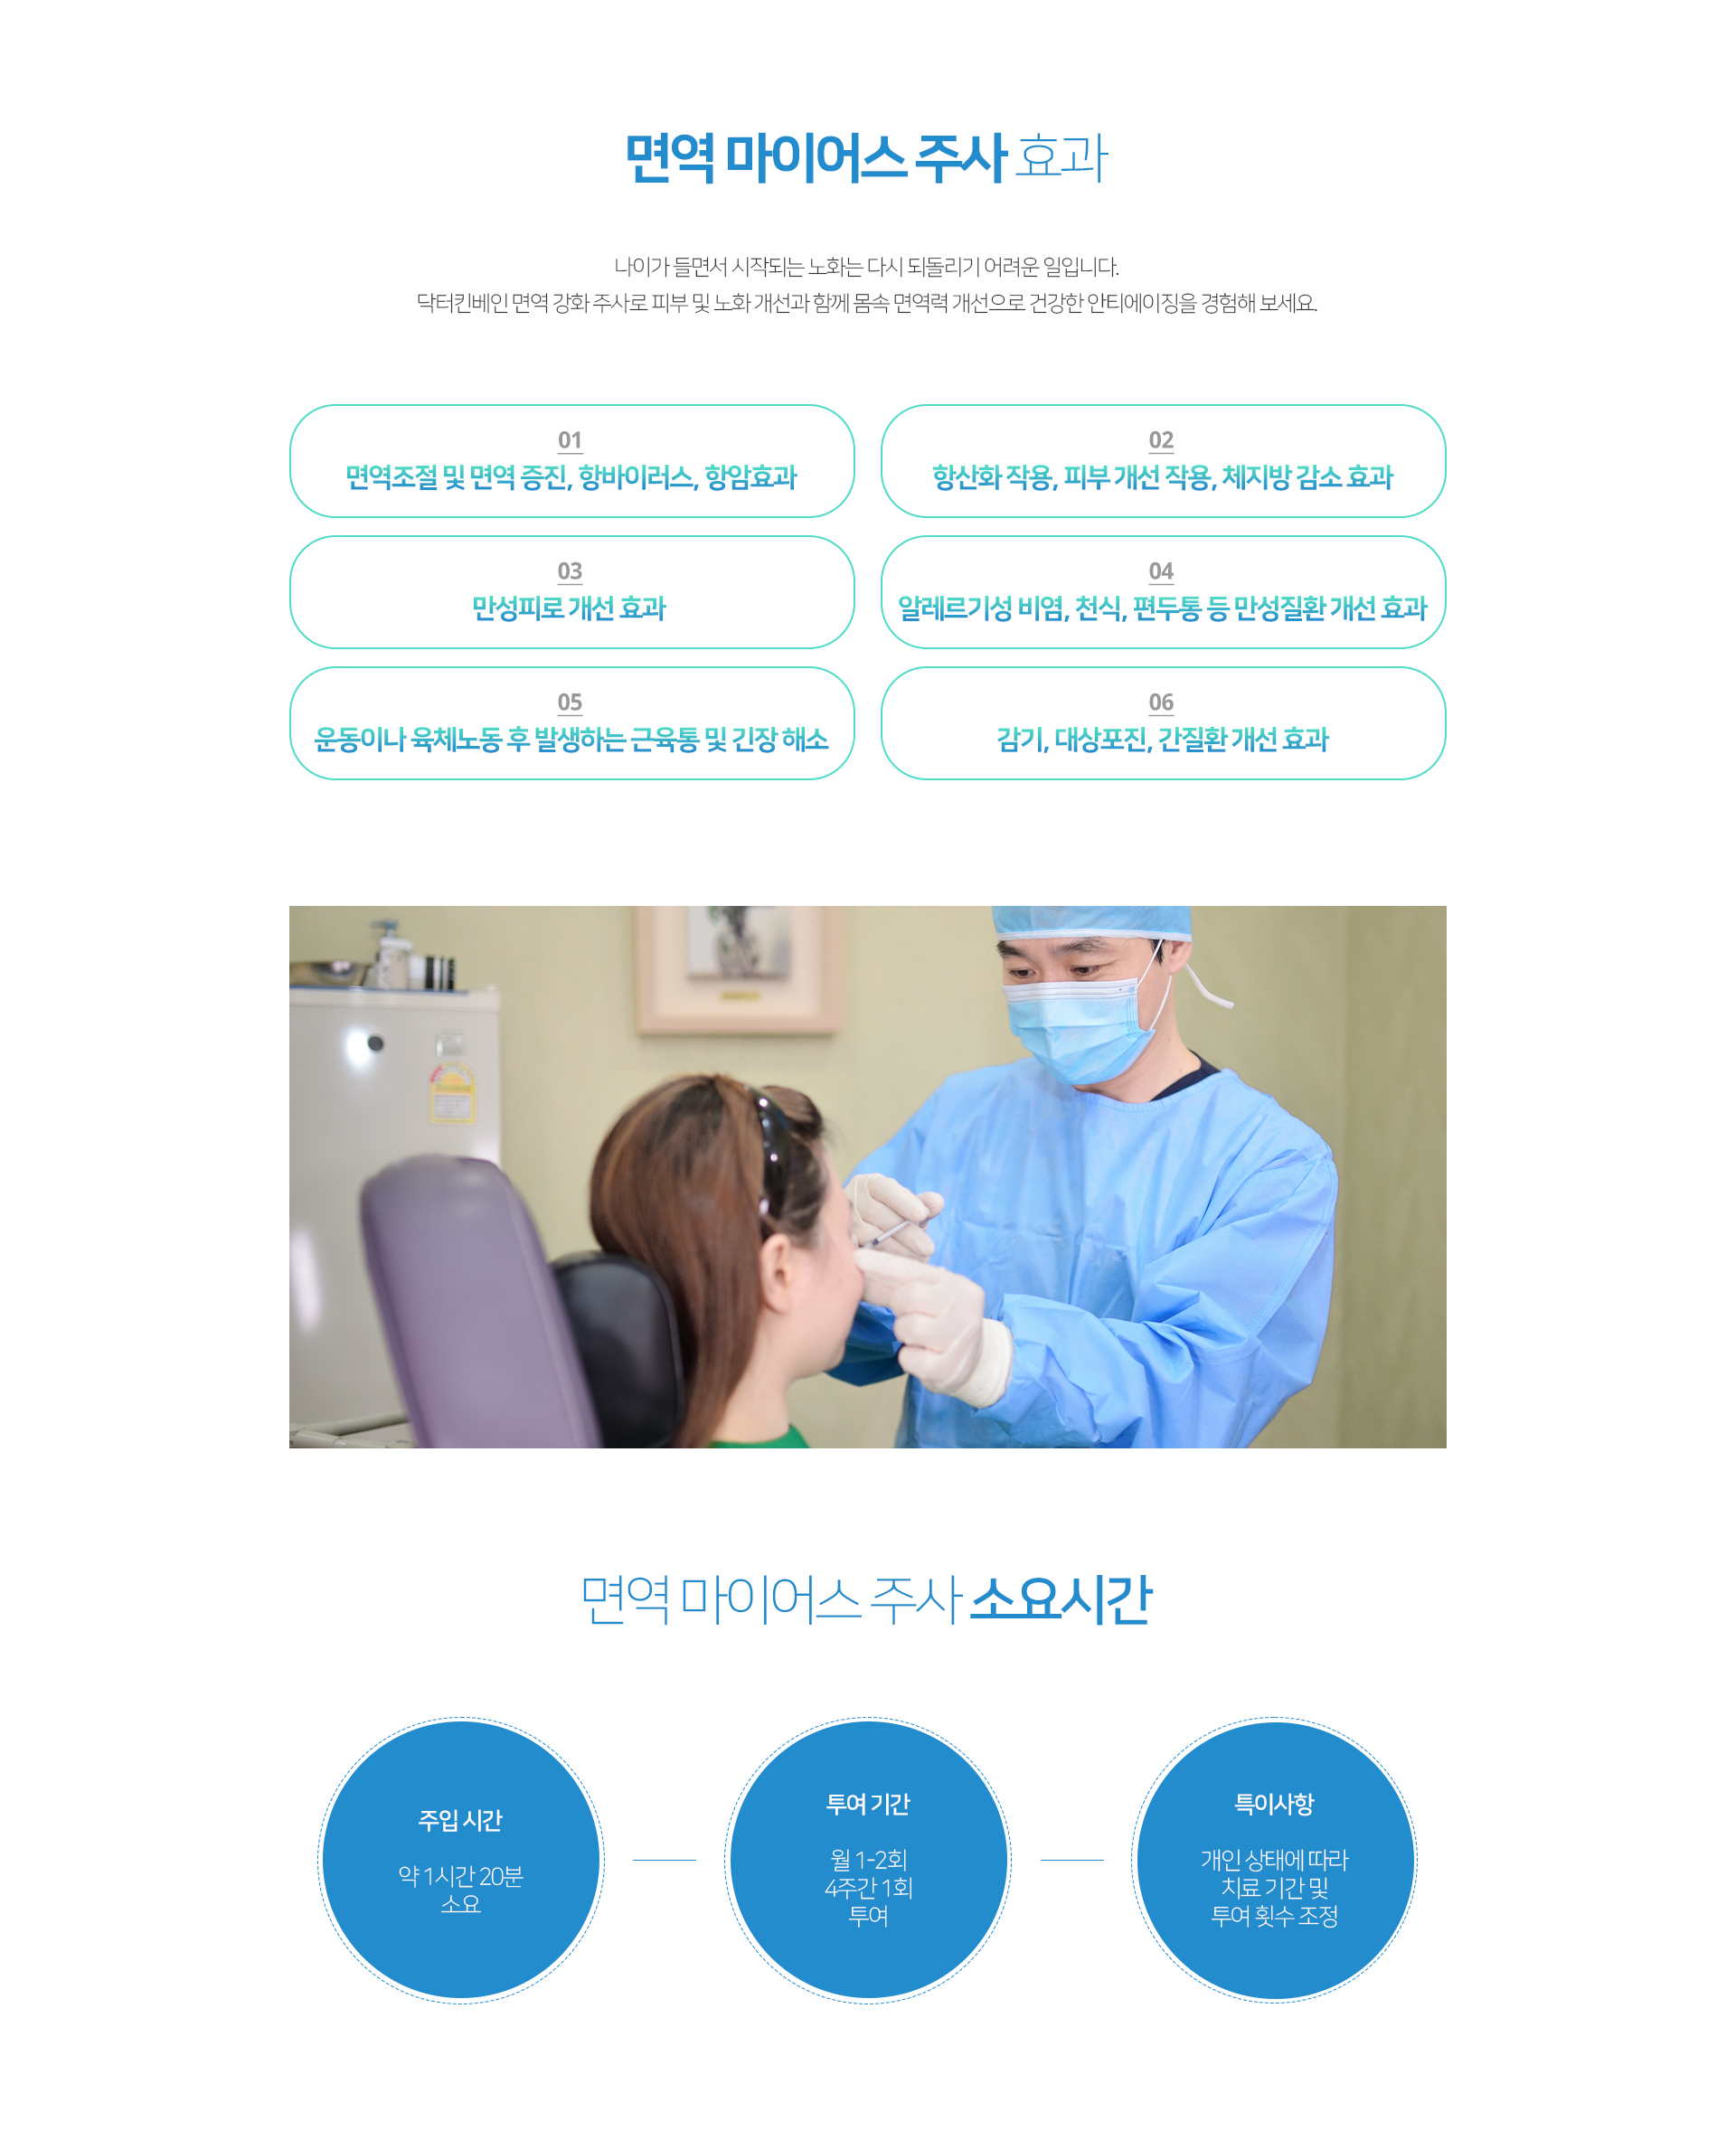 면역 마이어스 주사 효과
나이가 들면서 시작되는 노화는 다시 되돌리기 어려운 일입니다.
닥터킨베인 면역 강화 주사로 피부 및 노화 개선과 함께 몸속 면역력 개선으로 건강한 안티에이징을 경험해 보세요.
01
면역조절 및 면역 증진, 항바이러스, 항암효과
02
항산화 작용, 피부 개선 작용, 체지방 감소 효과
03
만성피로 개선 효과
04
알레르기성 비염, 천식, 편두통 등 만성질환 개선 효과
05
운동이나 육체노동 후 발생하는 근육통 및 긴장 해소
06
감기, 대상포진, 간질환 개선 효과
면역 마이어스 주사 소요시간
주입 시간
약 1시간 20분
소요
투여 기간
월 1-2회
4주간 1회
투여
특이사항
개인 상태에 따라
치료 기간 및
투여 횟수 조정